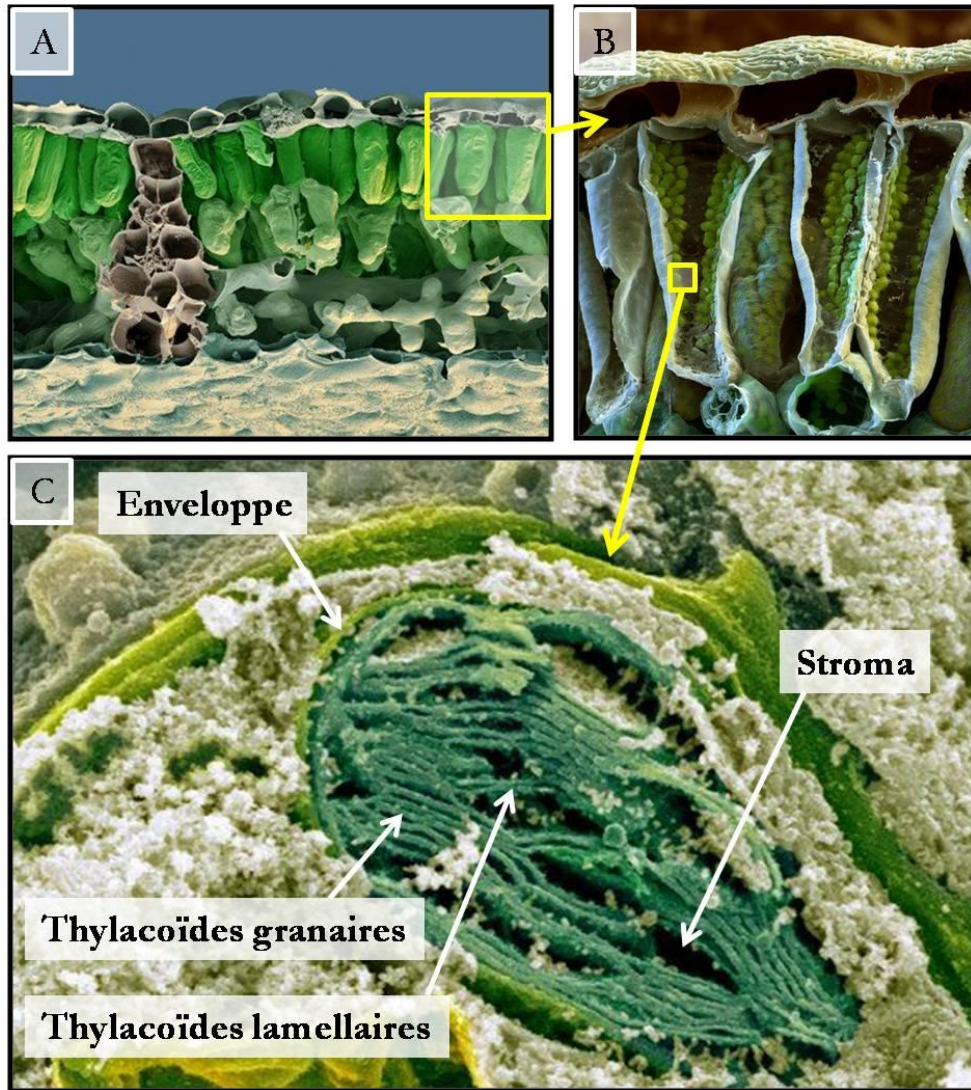 A
B
C
Enveloppe
Stroma
Thylacoïdes granaires
Thylacoïdes lamellaires